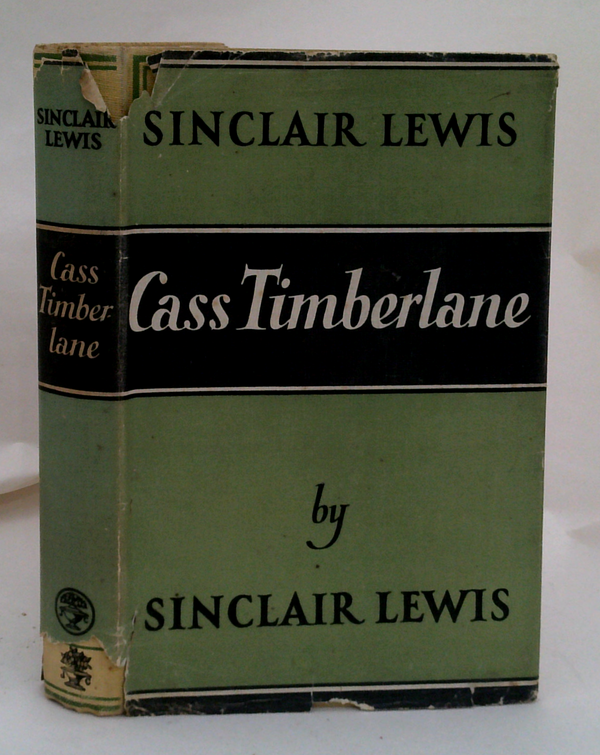 SINCLAIR
LEWIS
Cass
Timber-
lane
SINCLAIR LEWIS
Cass Timberlane
by
SINCLAIR LEWIS